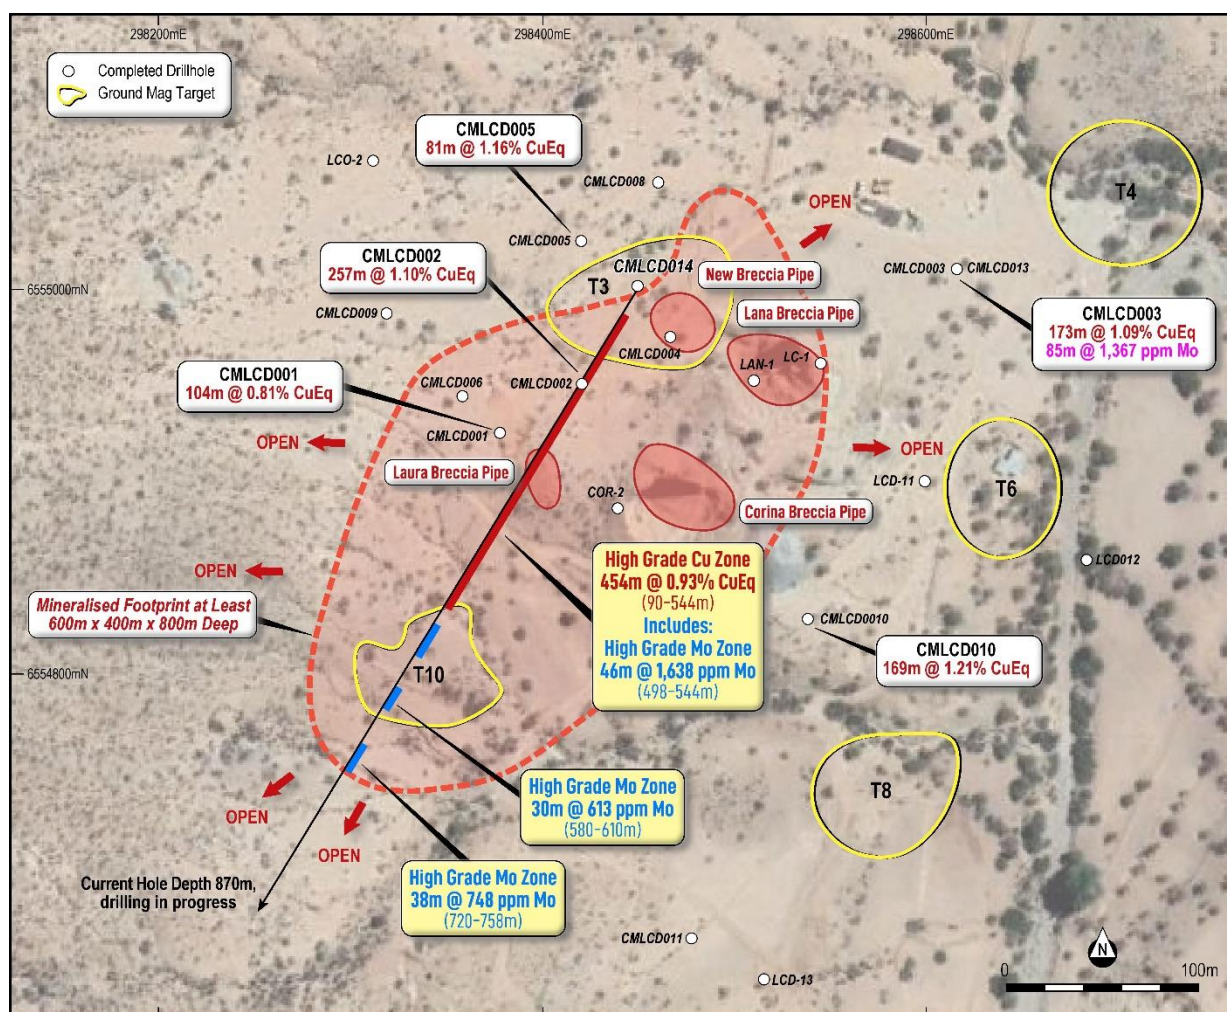 298200mE
298400mE
298600mE
Completed Drillhole
Ground Mag Target
CMLCD005
81m @ 1.16% CuEq
LCO-2
CMLCD008
T4
OPEN
CMLCD002
257m @ 1.10% CuEq
CMLCD005
CMLCD014
New Breccia Pipe
CMLCD003
CMLCD013
6555000mN
T3
Lana Breccia Pipe
CMLCD009
CMLCD003
173m @ 1.09% CuEq
85m @ 1,367 ppm Mo
CMLCD004
LC-1
LAN-1
CMLCD001
104m @ 0.81% CuEq
CMLCD006
CMLCD002
CMLCD001
OPEN
OPEN
Laura Breccia Pipe
LCD-11
T6
COR-2
Corina Breccia Pipe
High Grade Cu Zone
454m @ 0.93% CuEq
(90-544m)
Includes:
High Grade Mo Zone
46m @ 1,638 ppm Mo
(498-544m)
OPEN
LCD012
Mineralised Footprint at Least
600m x 400m x 800m Deep
CMLCD0010
CMLCD010
169m @ 1.21% CuEq
6554800mN
T10
High Grade Mo Zone
30m @ 613 ppm Mo
(580-610m)
T8
OPEN
OPEN
High Grade Mo Zone
38m @ 748 ppm Mo
(720-758m)
Current Hole Depth 870m,
drilling in progress
CMLCD011
LCD-13
N
0
100m